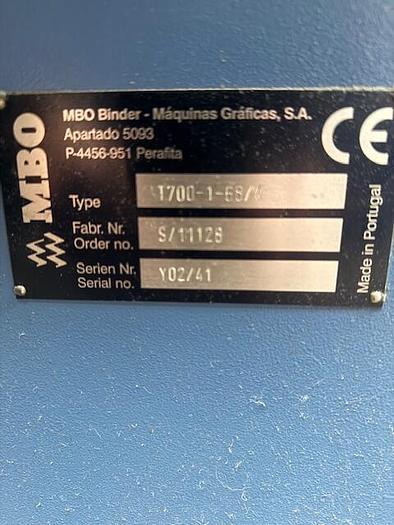 MBO
MBO Binder - Máquinas Gráficas, S.A.
Apartado 5093
P-4456-951 Perafita
CE
Type
Fabr. Nr. S/11126
Order no.
Serien Nr. Y02/41
Serial no.
Made in Portugal